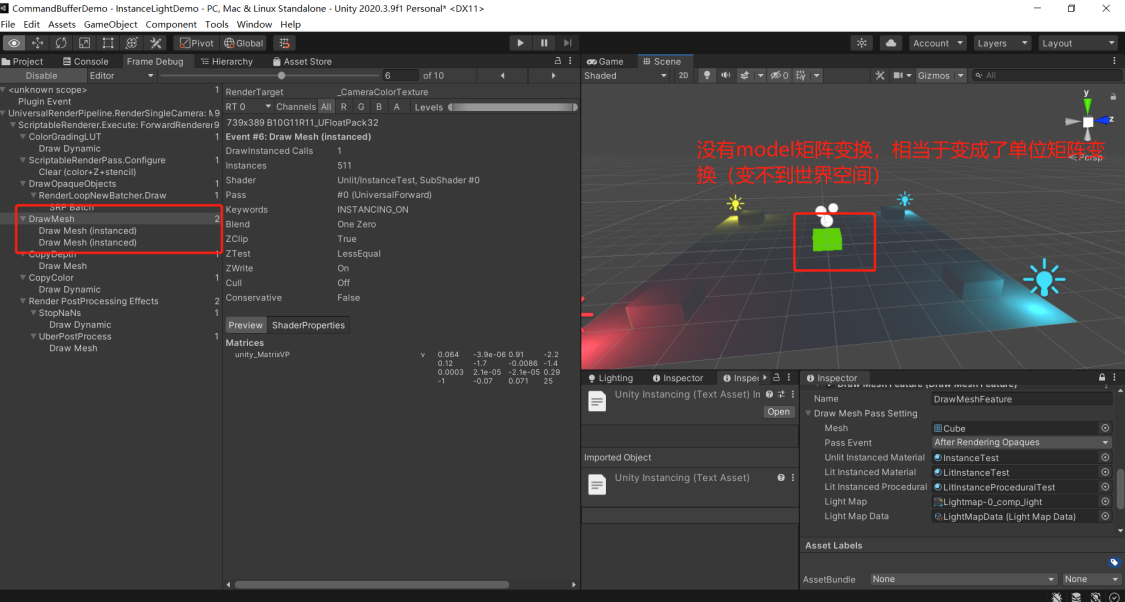 CommandBufferDemo - InstanceLightDemo - PC, Mac & Linux Standalone - Unity 2020.3.9f1 Personal* <DX11>
File Edit Assets GameObject Component Tools Window Help
Pivot Global Account Layers Layout
Project Console Frame Debug Hierarchy Asset Store
Disable Editor 6 of 10
<unknown scope> 1
Plugin Event
UniversalRenderPipeline.RenderSingleCamera: M 9
ScriptableRenderer.Execute: ForwardRenderer 9
ColorGradingLUT 1
Draw Dynamic
ScriptableRenderPass.Configure 1
Clear (color+Z+stencil)
DrawOpaqueObjects 1
RenderLoopNewBatcher.Draw 1
SRP Batch
DrawMesh 2
Draw Mesh (instanced)
Draw Mesh (instanced)
CopyDepth 1
Draw Mesh
CopyColor 1
Draw Dynamic
Render PostProcessing Effects 2
StopNaNs 1
Draw Dynamic
UberPostProcess 1
Draw Mesh
RenderTarget _CameraColorTexture
RT 0 Channels All R G B A Levels
739x389 B10G11R11_UFloatPack32
Event #6: Draw Mesh (instanced)
DrawInstanced Calls 1
Instances 511
Shader Unlit/InstanceTest, SubShader #0
Pass #0 (UniversalForward)
Keywords INSTANCING_ON
Blend One Zero
ZClip True
ZTest LessEqual
ZWrite On
Cull Off
Conservative False
Preview ShaderProperties
Matrices
unity_MatrixVP v 0.064 -3.9e-06 0.91 -2.2
0.12 -1.7 -0.0086 -1.4
0.0003 2.1e-05 -2.1e-05 0.29
-1 -0.07 0.071 25
Game Scene
Shaded 2D 0 Gizmos All
y
z
Persp
没有model矩阵变换，相当于变成了单位矩阵变
换（变不到世界空间）
Lighting Inspector Inspe
Unity Instancing (Text Asset) In
Open
Imported Object
Unity Instancing (Text Asset)
Inspector
Draw Mesh Feature (Draw Mesh Feature)
Name DrawMeshFeature
Draw Mesh Pass Setting
Mesh Cube
Pass Event After Rendering Opaques
Unlit Instanced Material InstanceTest
Lit Instanced Material LitInstanceTest
Lit Instanced Procedural LitInstanceProceduralTest
Light Map Lightmap-0_comp_light
Light Map Data LightMapData (Light Map Data)
Asset Labels
AssetBundle None None